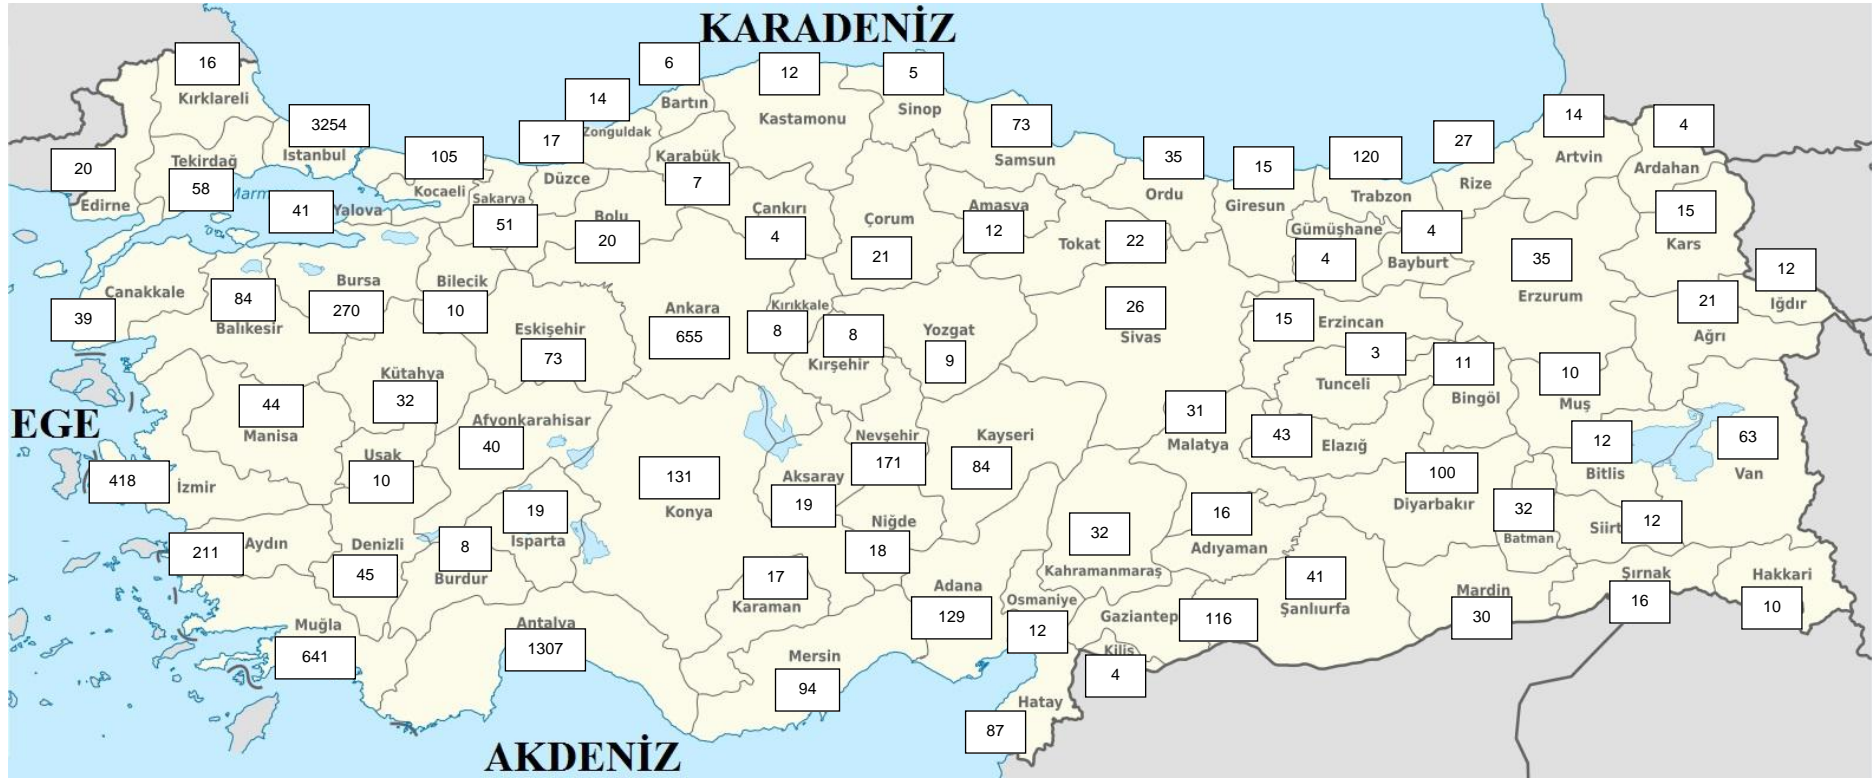 KARADENİZ
16
Kırklareli
6
Bartın
12
Kastamonu
5
Sinop
14
Zonguldak
3254
Istanbul
105
Kocaeli
17
Düzce
73
Samsun
35
Ordu
15
Giresun
120
Trabzon
27
Rize
14
Artvin
4
Ardahan
20
Edirne
Tekirdağ
58
Marm
41
Yalova
Sakarya
51
Bolu
20
Karabük
7
Çankırı
4
Çorum
21
Amasya
12
Tokat
22
Gümüşhane
4
4
Bayburt
35
Erzurum
15
Kars
12
Iğdır
21
Ağrı
Çanakkale
39
84
Balıkesir
Bursa
270
Bilecik
10
Eskişehir
73
Ankara
655
Kırıkkale
8
8
Kırşehir
Yozgat
9
26
Sivas
15
Erzincan
3
Tunceli
11
Bingöl
10
Muş
EGE
44
Manisa
Kütahya
32
Afyonkarahisar
40
Uşak
10
418
İzmir
131
Konya
Aksaray
19
Nevşehir
171
Kayseri
84
31
Malatya
43
Elazığ
100
Diyarbakır
12
Bitlis
63
Van
211
Aydın
Denizli
45
8
Burdur
19
Isparta
Niğde
18
32
Kahramanmaraş
16
Adıyaman
32
Batman
Siirt
12
17
Karaman
Adana
129
Osmaniye
12
Gaziantep
116
41
Şanlıurfa
Mardin
30
Şırnak
16
Hakkari
10
Muğla
641
Antalya
1307
Mersin
94
Kilis
4
Hatay
87
AKDENİZ